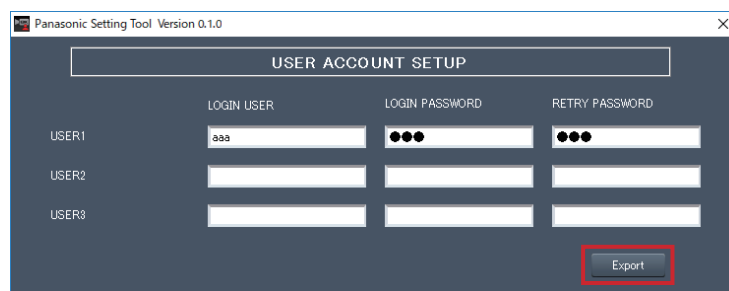 Panasonic Setting Tool Version 0.1.0
USER ACCOUNT SETUP
LOGIN USER LOGIN PASSWORD RETRY PASSWORD
USER1 aaa ●●● ●●●
USER2
USER3
Export